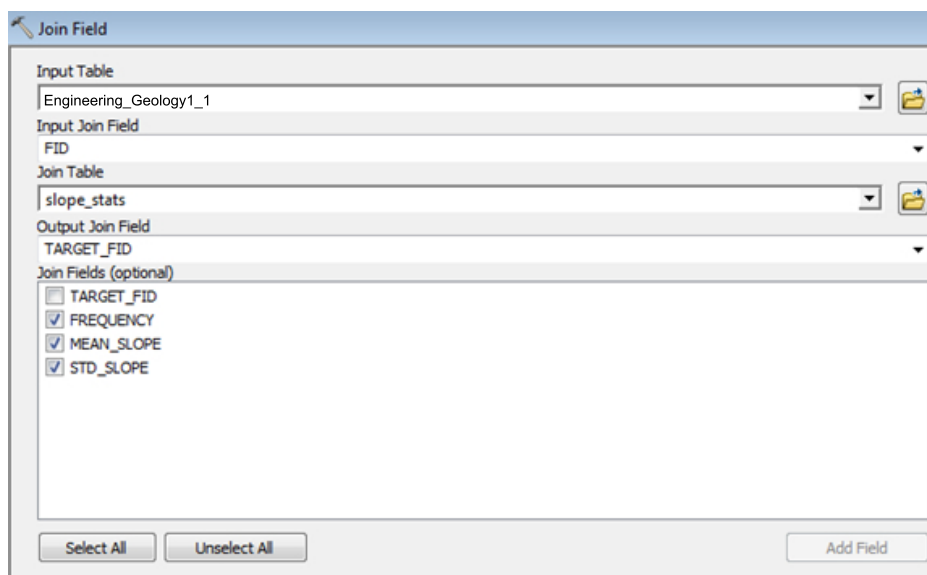 Join Field
Input Table
Engineering_Geology1_1
Input Join Field
FID
Join Table
slope_stats
Output Join Field
TARGET_FID
Join Fields (optional)
TARGET_FID
FREQUENCY
MEAN_SLOPE
STD_SLOPE
Select All Unselect All Add Field